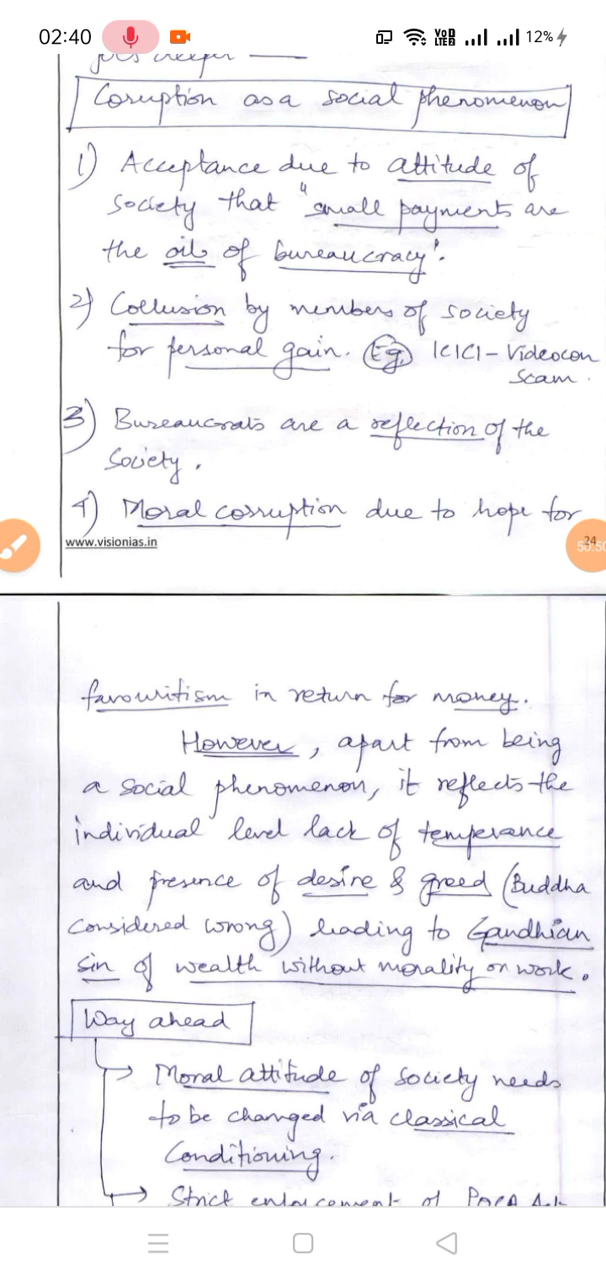 02:40
VoD LTE2
12%
Corruption as a social phenomenon
1) Acceptance due to attitude of
society that "small payments are
the oils of bureaucracy".
2) Collusion by members of society
for personal gain. Eg ICICI - Videocon
Scam.
3) Bureaucrats are a reflection of the
society.
4) Moral corruption due to hope for
www.visionias.in
24
50:50
favouritism in return for money.
However, apart from being
a social phenomenon, it reflects the
individual level lack of temperance
and presence of desire & greed (Buddha
considered wrong) leading to Gandhian
sin of wealth without morality or work.
Way ahead
→ Moral attitude of society needs
to be changed via classical
Conditioning.
→ Strict enforcement of